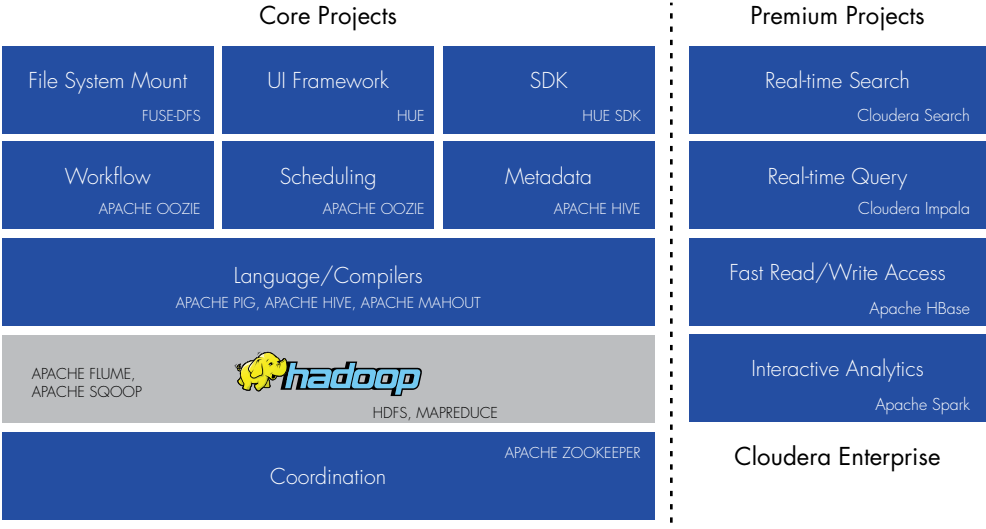 Core Projects
Premium Projects
File System Mount
FUSE-DFS
UI Framework
HUE
SDK
HUE SDK
Real-time Search
Cloudera Search
Workflow
APACHE OOZIE
Scheduling
APACHE OOZIE
Metadata
APACHE HIVE
Real-time Query
Cloudera Impala
Language/Compilers
APACHE PIG, APACHE HIVE, APACHE MAHOUT
Fast Read/Write Access
Apache HBase
APACHE FLUME,
APACHE SQOOP
hadoop
HDFS, MAPREDUCE
Interactive Analytics
Apache Spark
APACHE ZOOKEEPER
Coordination
Cloudera Enterprise